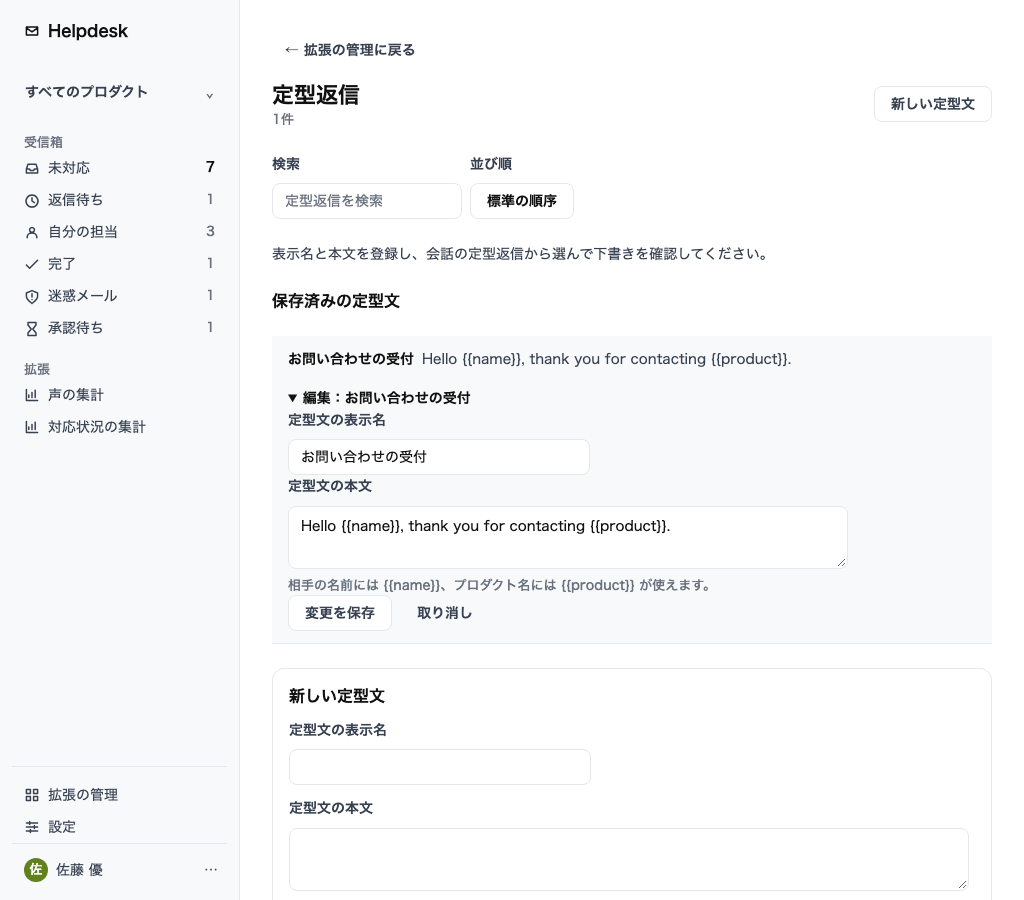 Helpdesk
すべてのプロダクト
受信箱
未対応 7
返信待ち 1
自分の担当 3
完了 1
迷惑メール 1
承認待ち 1
拡張
声の集計
対応状況の集計
拡張の管理
設定
佐 佐藤 優 …
← 拡張の管理に戻る
定型返信
1件
新しい定型文
検索
並び順
定型返信を検索
標準の順序
表示名と本文を登録し、会話の定型返信から選んで下書きを確認してください。
保存済みの定型文
お問い合わせの受付 Hello {{name}}, thank you for contacting {{product}}.
▼ 編集：お問い合わせの受付
定型文の表示名
お問い合わせの受付
定型文の本文
Hello {{name}}, thank you for contacting {{product}}.
相手の名前には {{name}}、プロダクト名には {{product}} が使えます。
変更を保存 取り消し
新しい定型文
定型文の表示名
定型文の本文